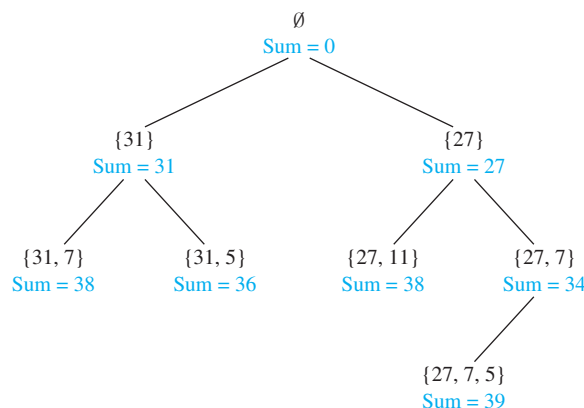 ∅
Sum = 0
{31}
Sum = 31
{27}
Sum = 27
{31, 7}
Sum = 38
{31, 5}
Sum = 36
{27, 11}
Sum = 38
{27, 7}
Sum = 34
{27, 7, 5}
Sum = 39